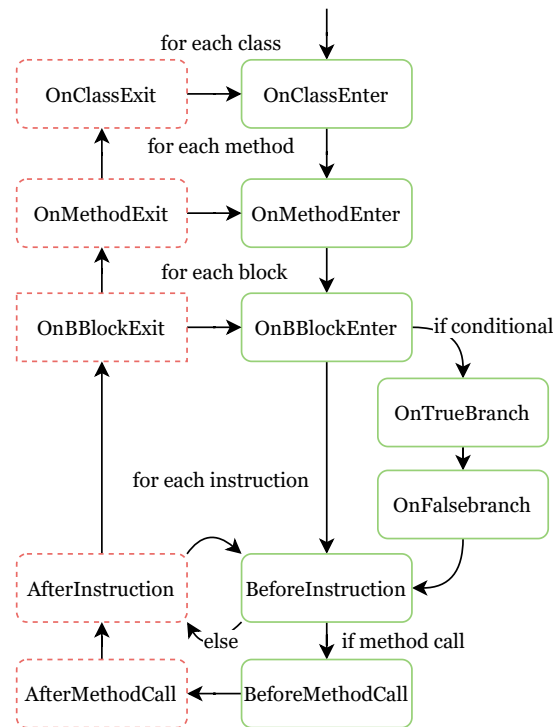 for each class
OnClassExit
OnClassEnter
for each method
OnMethodExit
OnMethodEnter
for each block
OnBBlockExit
OnBBlockEnter
if conditional
OnTrueBranch
for each instruction
OnFalsebranch
AfterInstruction
BeforeInstruction
else
if method call
AfterMethodCall
BeforeMethodCall